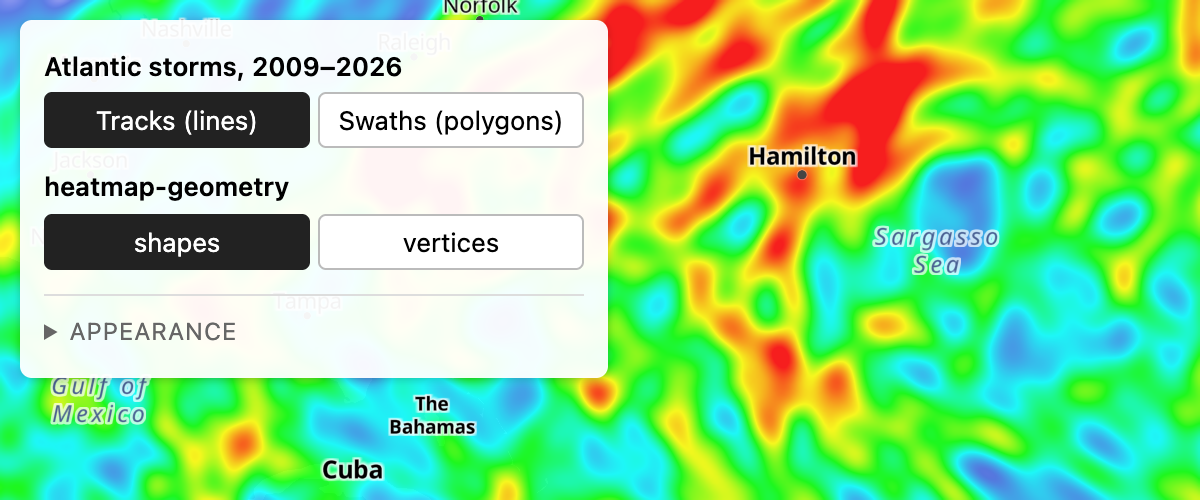 Norfolk
Nashville
Raleigh
Atlantic storms, 2009–2026
Tracks (lines)
Swaths (polygons)
Jackson
Hamilton
heatmap-geometry
shapes
vertices
Sargasso
Sea
Tampa
APPEARANCE
Gulf of
Mexico
The
Bahamas
Cuba